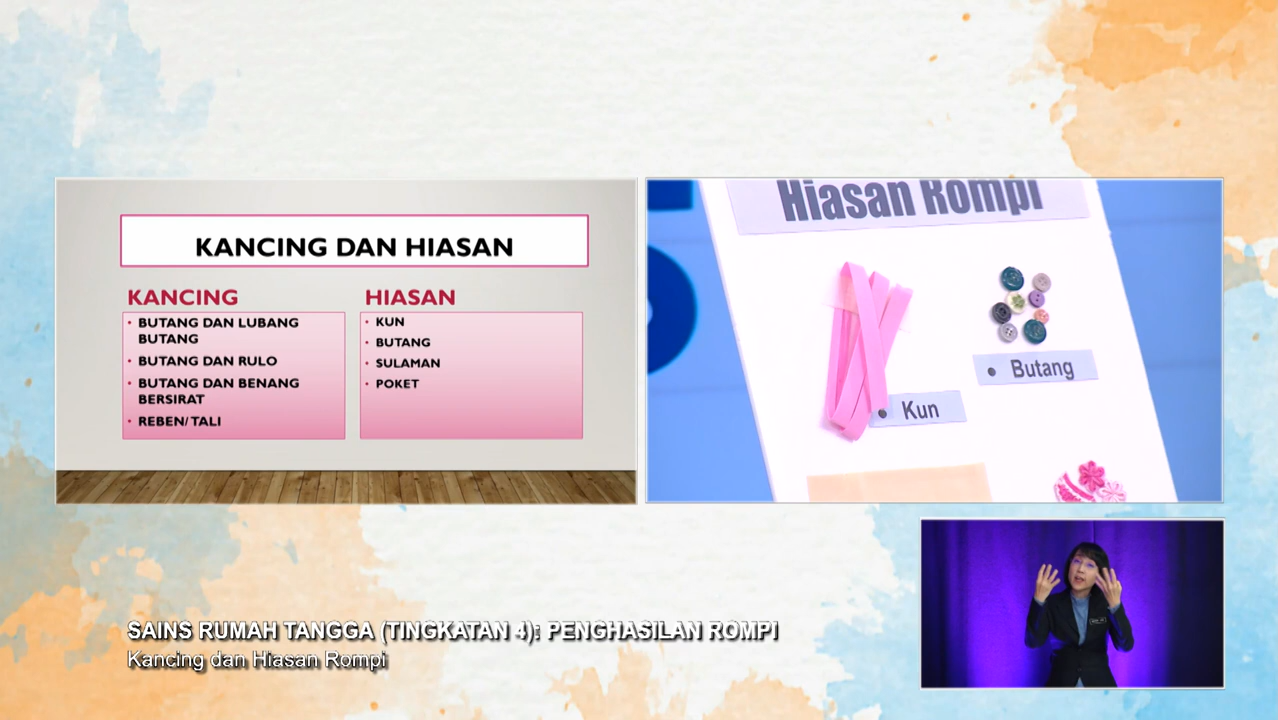 KANCING DAN HIASAN
KANCING
• BUTANG DAN LUBANG
BUTANG
• BUTANG DAN RULO
• BUTANG DAN BENANG
BERSIRAT
• REBEN/ TALI
HIASAN
• KUN
• BUTANG
• SULAMAN
• POKET
Hiasan Rompi
• Butang
• Kun
SAINS RUMAH TANGGA (TINGKATAN 4): PENGHASILAN ROMPI
Kancing dan Hiasan Rompi